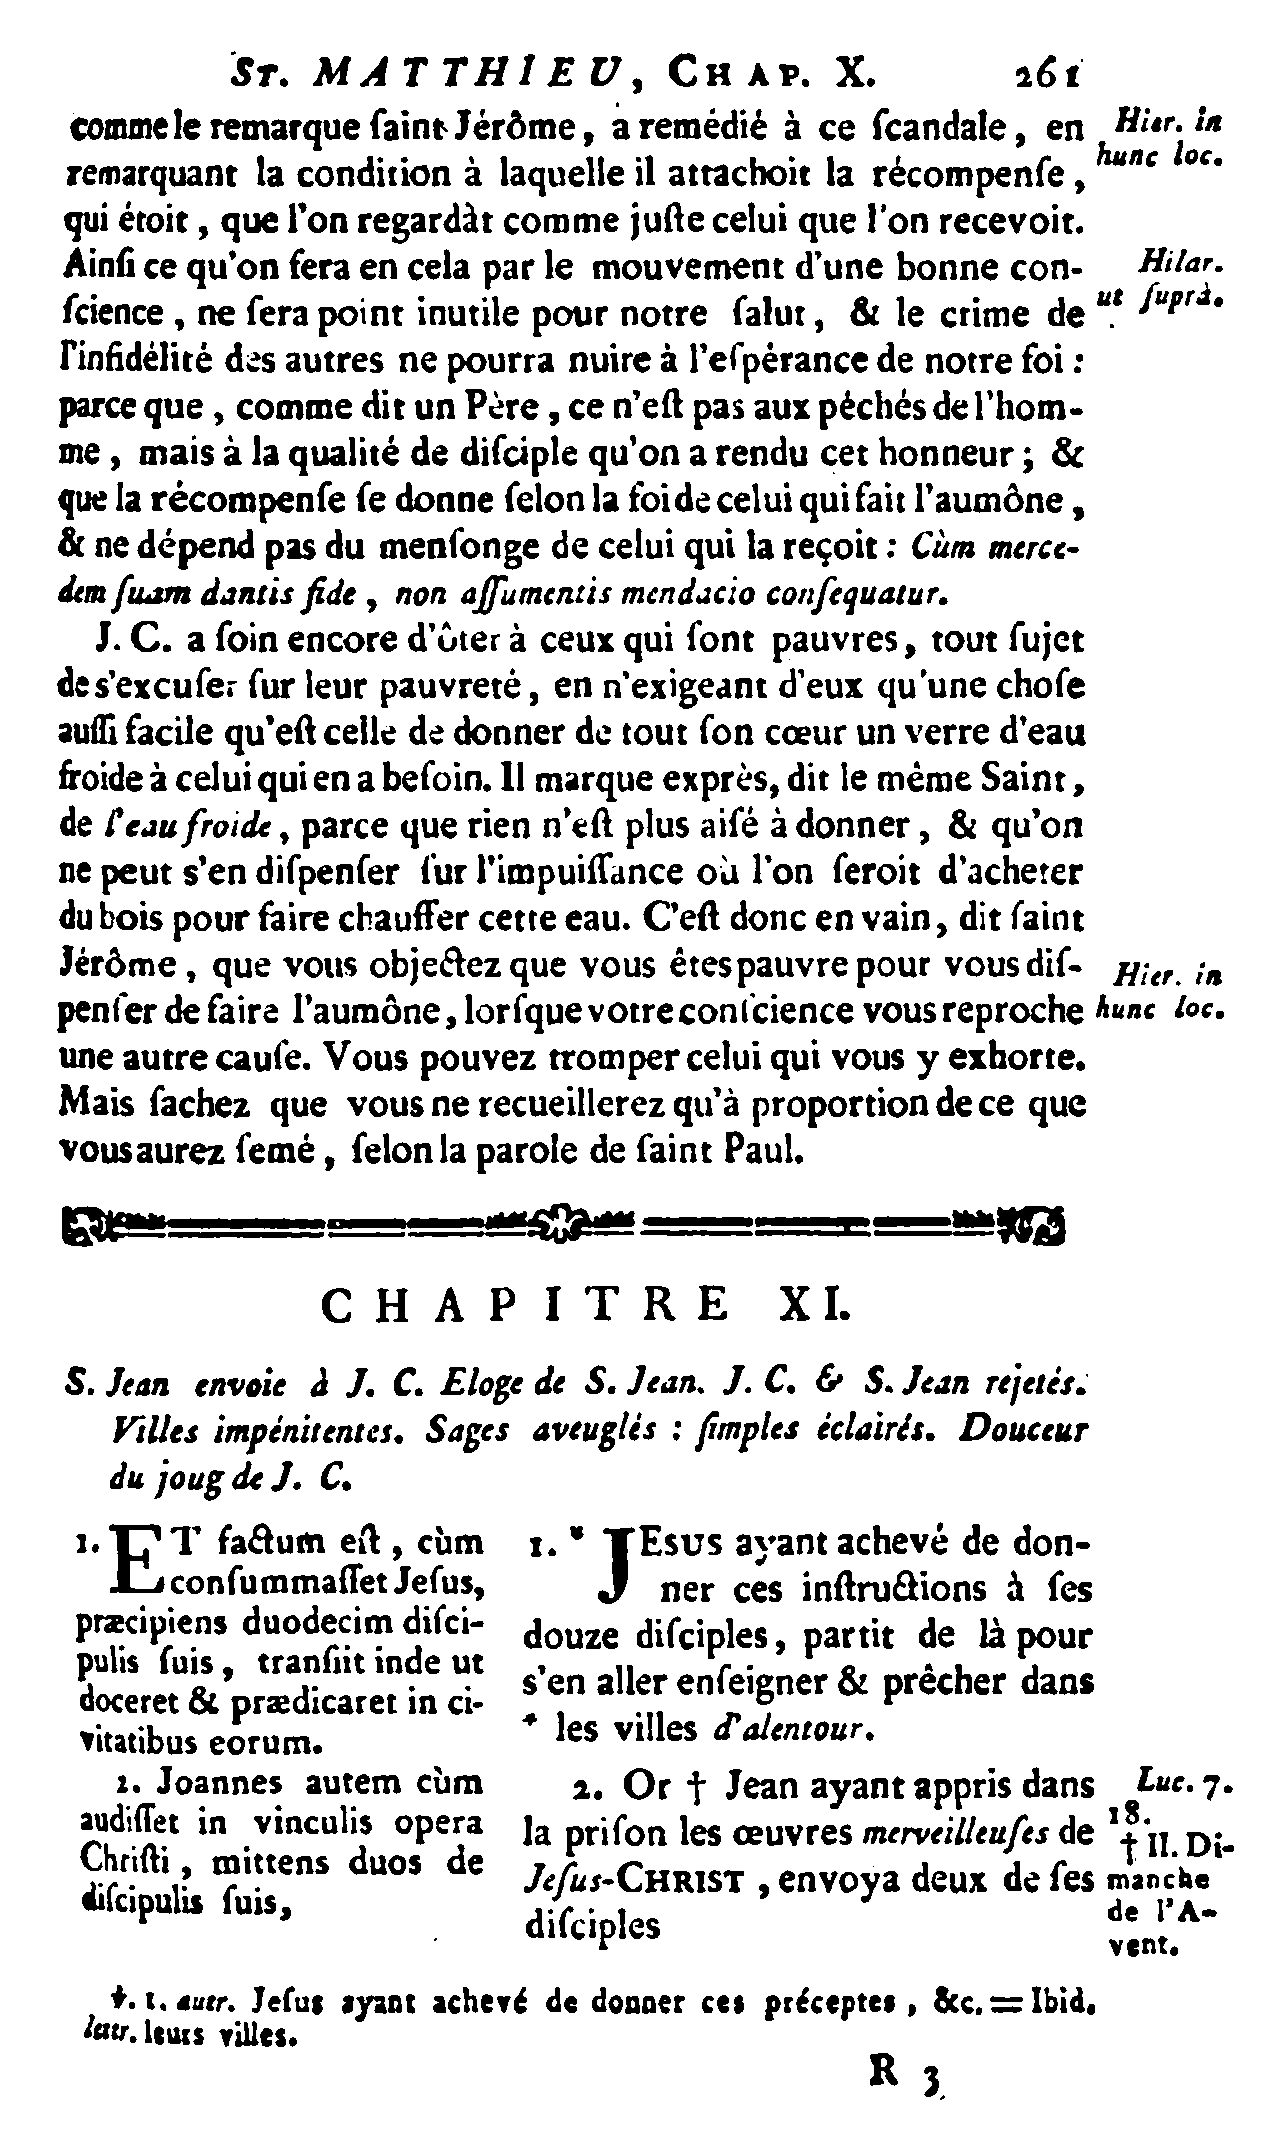 St. MATTHIEU, CHAP. X. 261
comme le remarque ſaint Jérôme, a remédié à ce ſcandale, en
Hier. in
hunc loc.
remarquant la condition à laquelle il attachoit la récompenſe,
qui étoit, que l'on regardàt comme juſte celui que l'on recevoit.
Ainſi ce qu'on fera en cela par le mouvement d'une bonne con-
Hilar.
ut ſuprà.
ſcience, ne ſera point inutile pour notre ſalut, & le crime de
l'infidélité des autres ne pourra nuire à l'eſpérance de notre foi :
parce que, comme dit un Père, ce n'eſt pas aux péchés de l'hom-
me, mais à la qualité de diſciple qu'on a rendu cet honneur ; &
que la récompenſe ſe donne ſelon la foi de celui qui fait l'aumône,
& ne dépend pas du menſonge de celui qui la reçoit : Cùm merce-
dem ſuam dantis fide, non aſſumentis mendacio conſequatur.
J. C. a ſoin encore d'ôter à ceux qui ſont pauvres, tout ſujet
de s'excuſer ſur leur pauvreté, en n'exigeant d'eux qu'une choſe
auſſi facile qu'eſt celle de donner de tout ſon cœur un verre d'eau
froide à celui qui en a beſoin. Il marque exprès, dit le même Saint,
de l'eau froide, parce que rien n'eſt plus aiſé à donner, & qu'on
ne peut s'en diſpenſer ſur l'impuiſſance où l'on ſeroit d'acheter
du bois pour faire chauffer cette eau. C'eſt donc en vain, dit ſaint
Jérôme, que vous objectez que vous êtes pauvre pour vous diſ-
Hier. in
hunc loc.
penſer de faire l'aumône, lorſque votre conſcience vous reproche
une autre cauſe. Vous pouvez tromper celui qui vous y exhorte.
Mais ſachez que vous ne recueillerez qu'à proportion de ce que
vous aurez ſemé, ſelon la parole de ſaint Paul.
CHAPITRE XI.
S. Jean envoie à J. C. Eloge de S. Jean. J. C. & S. Jean rejetés.
Villes impénitentes. Sages aveuglés : ſimples éclairés. Douceur
du joug de J. C.
1. ET factum eſt, cùm
conſummaſſet Jeſus,
præcipiens duodecim diſci-
pulis ſuis, tranſiit inde ut
doceret & prædicaret in ci-
vitatibus eorum.
2. Joannes autem cùm
audiſſet in vinculis opera
Chriſti, mittens duos de
diſcipulis ſuis,
1. * JESUS ayant achevé de don-
ner ces inſtructions à ſes
douze diſciples, partit de là pour
s'en aller enſeigner & prêcher dans
* les villes d'alentour.
2. Or † Jean ayant appris dans
la priſon les œuvres merveilleuſes de
Jeſus-CHRIST, envoya deux de ſes
diſciples
Luc. 7.
18.
† II. Di-
manche
de l'A-
vent.
℣. 1. autr. Jeſus ayant achevé de donner ces préceptes, &c. = Ibid.
lettr. leurs villes.
R 3